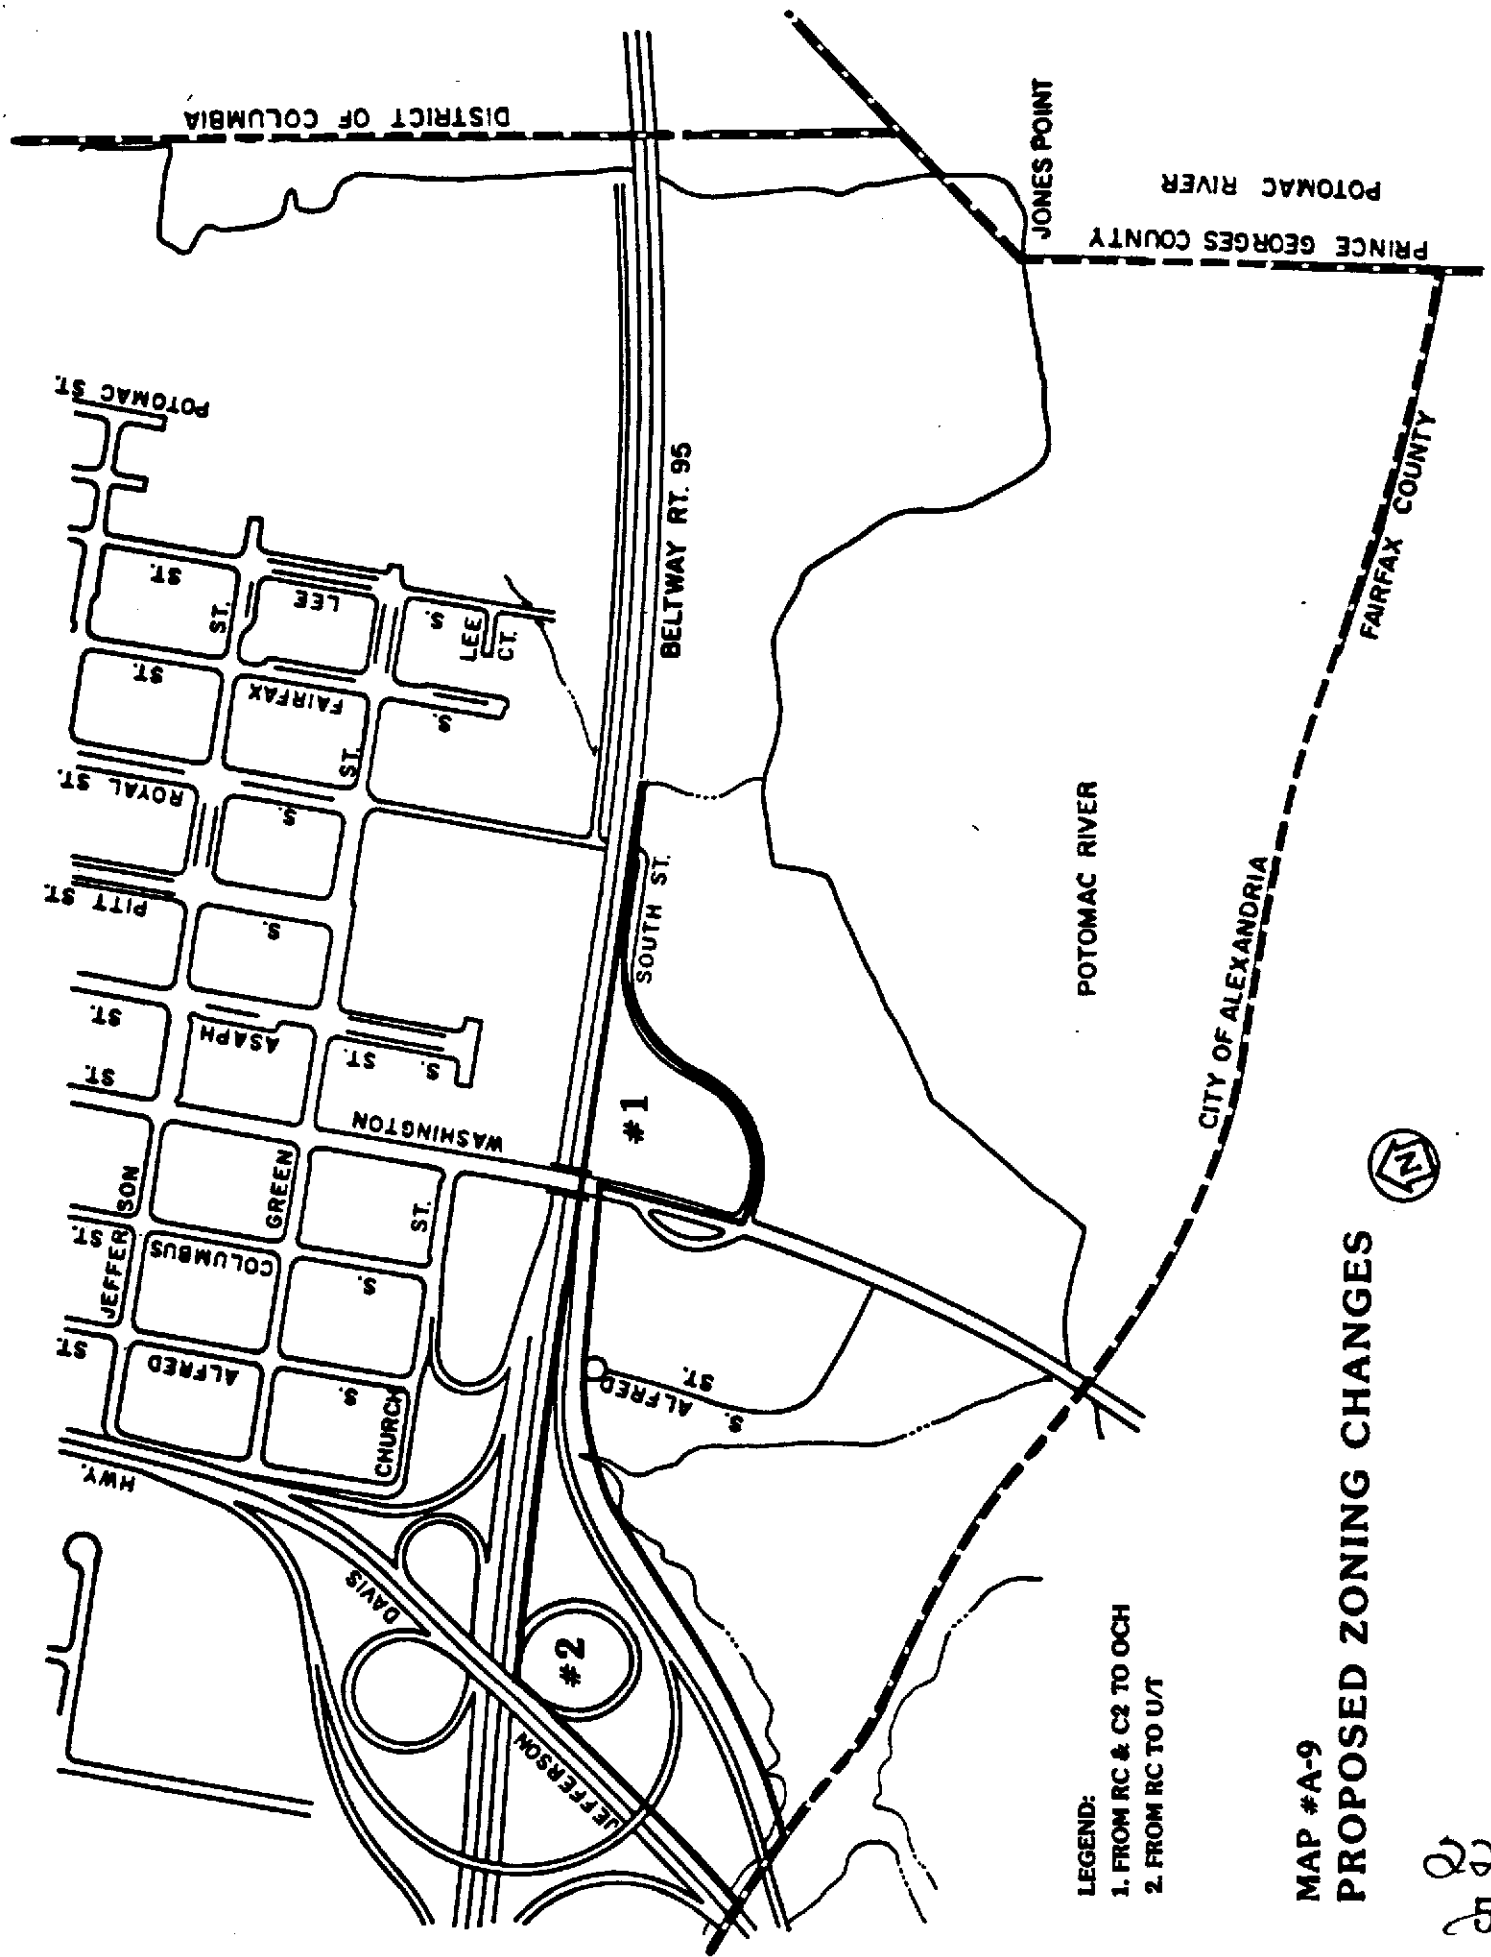 DISTRICT OF COLUMBIA
JONES POINT
POTOMAC RIVER
PRINCE GEORGES COUNTY
POTOMAC ST.
ST.
ST.
LEE
S.
LEE
CT.
ST.
FAIRFAX
S.
ST.
ROYAL ST.
S.
PITT ST.
S.
ST.
ASAPH
ST.
S.
ST.
WASHINGTON
JEFFER SON
GREEN
ST.
ST.
COLUMBUS
S.
ST.
ALFRED
S.
CHURCH
HWY.
DAVIS
JEFFERSON
BELTWAY RT. 95
SOUTH ST.
#1
#2
S. ALFRED
ST.
POTOMAC RIVER
CITY OF ALEXANDRIA
FAIRFAX COUNTY
N
LEGEND:
1. FROM RC & C2 TO OCH
2. FROM RC TO U/T
MAP #A-9
PROPOSED ZONING CHANGES